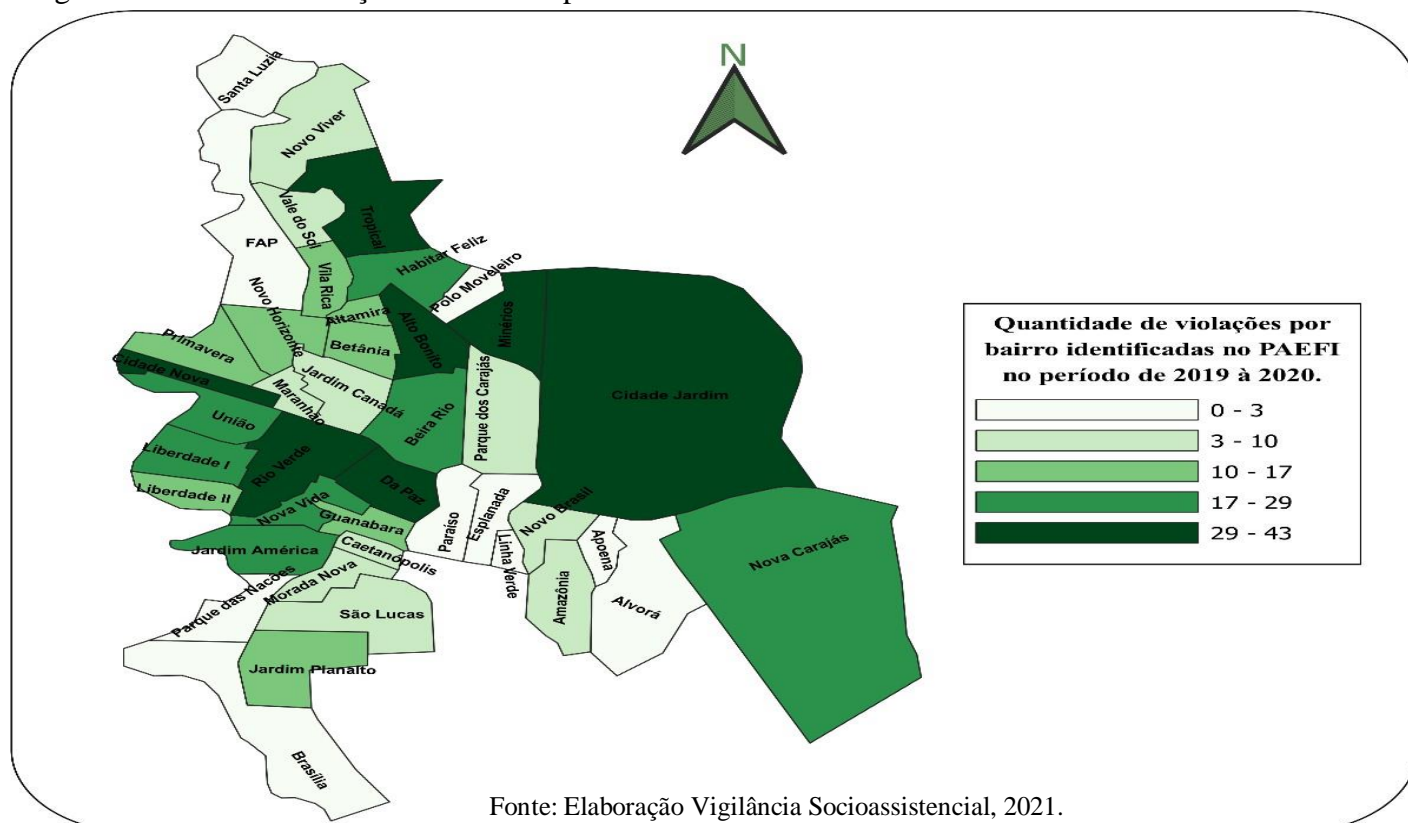 N
Santa Luzia
Novo Viver
Vale do Sol
Tropical
FAP
Vila Rica
Habitar Feliz
Polo Moveleiro
Novo Horizonte
Altamira
Alto Bonito
Minérios
Primavera
Betânia
Cidade Nova
Maranhão
Jardim Canadá
Beira Rio
Parque dos Carajás
Cidade Jardim
União
Liberdade I
Rio Verde
Liberdade II
Da Paz
Nova Vida
Guanabara
Paraíso
Esplanada
Novo Brasil
Linha Verde
Apoena
Nova Carajás
Jardim América
Caetanópolis
Amazônia
Alvorá
Parque das Nacões
Morada Nova
São Lucas
Jardim Planalto
Brasília
Quantidade de violações por
bairro identificadas no PAEFI
no período de 2019 à 2020.
0 - 3
3 - 10
10 - 17
17 - 29
29 - 43
Fonte: Elaboração Vigilância Socioassistencial, 2021.